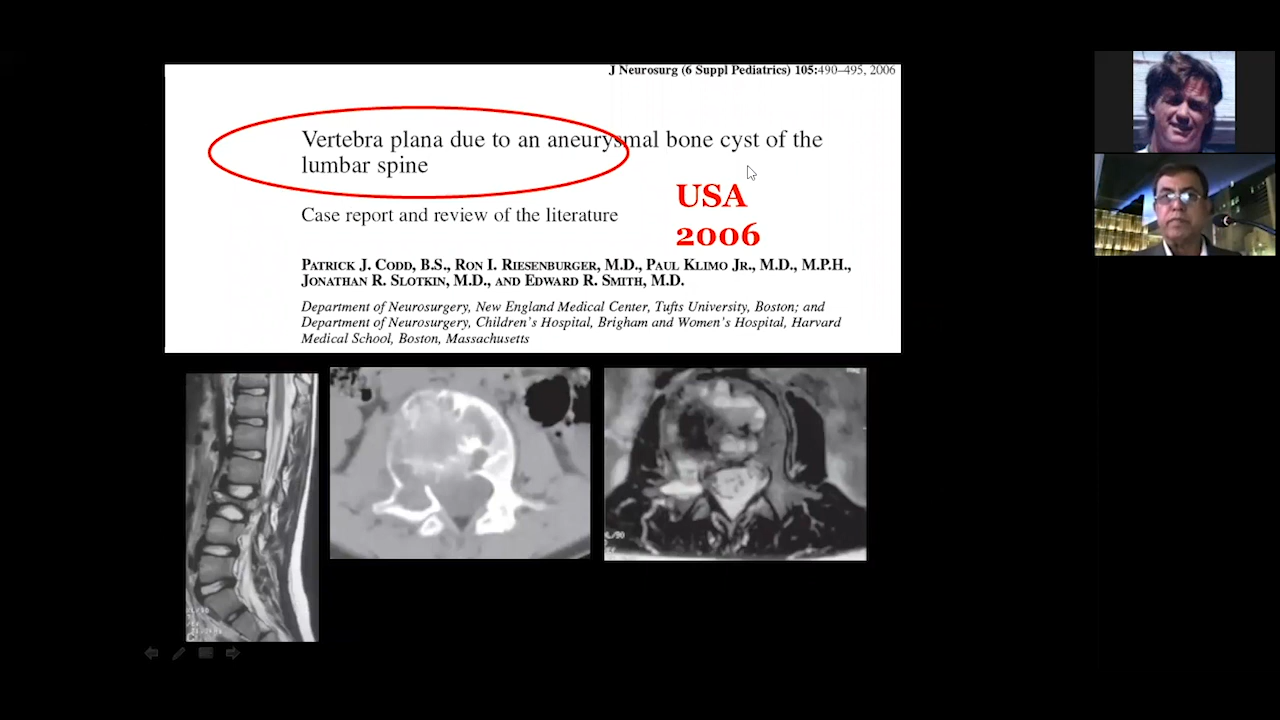 J Neurosurg (6 Suppl Pediatrics) 105:490–495, 2006
Vertebra plana due to an aneurysmal bone cyst of the
lumbar spine
USA
2006
Case report and review of the literature
PATRICK J. CODD, B.S., RON I. RIESENBURGER, M.D., PAUL KLIMO JR., M.D., M.P.H.,
JONATHAN R. SLOTKIN, M.D., AND EDWARD R. SMITH, M.D.
Department of Neurosurgery, New England Medical Center, Tufts University, Boston; and
Department of Neurosurgery, Children's Hospital, Brigham and Women's Hospital, Harvard
Medical School, Boston, Massachusetts